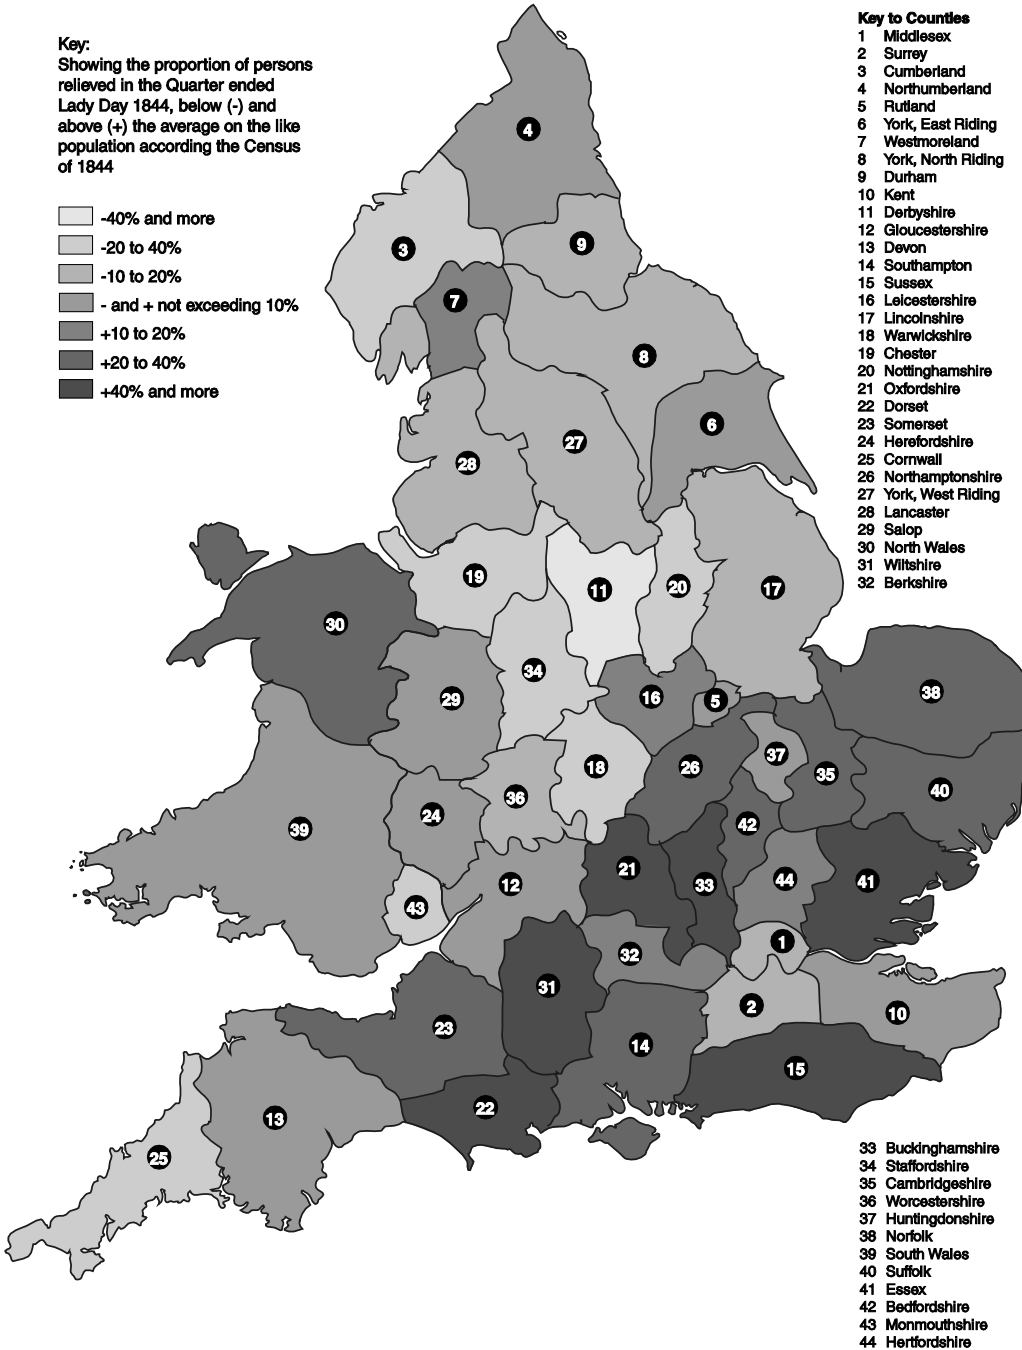 Key:
Showing the proportion of persons
relieved in the Quarter ended
Lady Day 1844, below (-) and
above (+) the average on the like
population according the Census
of 1844
-40% and more
-20 to 40%
-10 to 20%
- and + not exceeding 10%
+10 to 20%
+20 to 40%
+40% and more
Key to Counties
1 Middlesex
2 Surrey
3 Cumberland
4 Northumberland
5 Rutland
6 York, East Riding
7 Westmoreland
8 York, North Riding
9 Durham
10 Kent
11 Derbyshire
12 Gloucestershire
13 Devon
14 Southampton
15 Sussex
16 Leicestershire
17 Lincolnshire
18 Warwickshire
19 Chester
20 Nottinghamshire
21 Oxfordshire
22 Dorset
23 Somerset
24 Herefordshire
25 Cornwall
26 Northamptonshire
27 York, West Riding
28 Lancaster
29 Salop
30 North Wales
31 Wiltshire
32 Berkshire
4
3
9
7
8
6
27
28
19
11
20
17
30
34
29
16
5
38
18
26
37
35
40
36
24
42
39
21
12
33
44
41
43
1
32
31
2
10
23
14
15
22
13
25
33 Buckinghamshire
34 Staffordshire
35 Cambridgeshire
36 Worcestershire
37 Huntingdonshire
38 Norfolk
39 South Wales
40 Suffolk
41 Essex
42 Bedfordshire
43 Monmouthshire
44 Hertfordshire